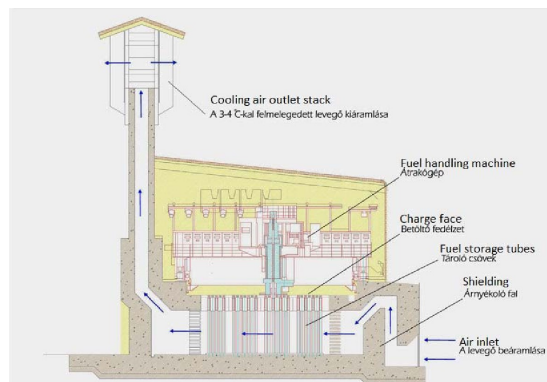 Cooling air outlet stack
A 3-4 ̊C-kal felmelegedett levegő kiáramlása
Fuel handling machine
Átrakógép
Charge face
Betöltő fedélzet
Fuel storage tubes
Tároló csövek
Shielding
Árnyékoló fal
Air inlet
A levegő beáramlása